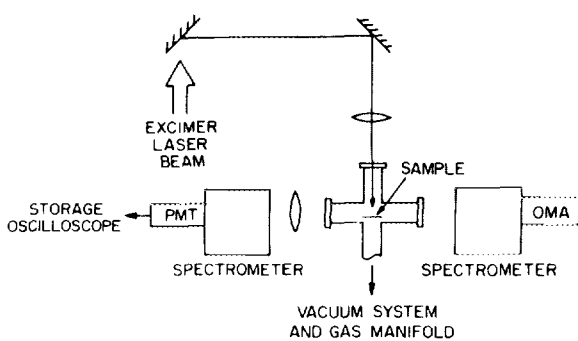 EXCIMER
LASER
BEAM
SAMPLE
STORAGE
OSCILLOSCOPE
PMT
OMA
SPECTROMETER
SPECTROMETER
VACUUM SYSTEM
AND GAS MANIFOLD